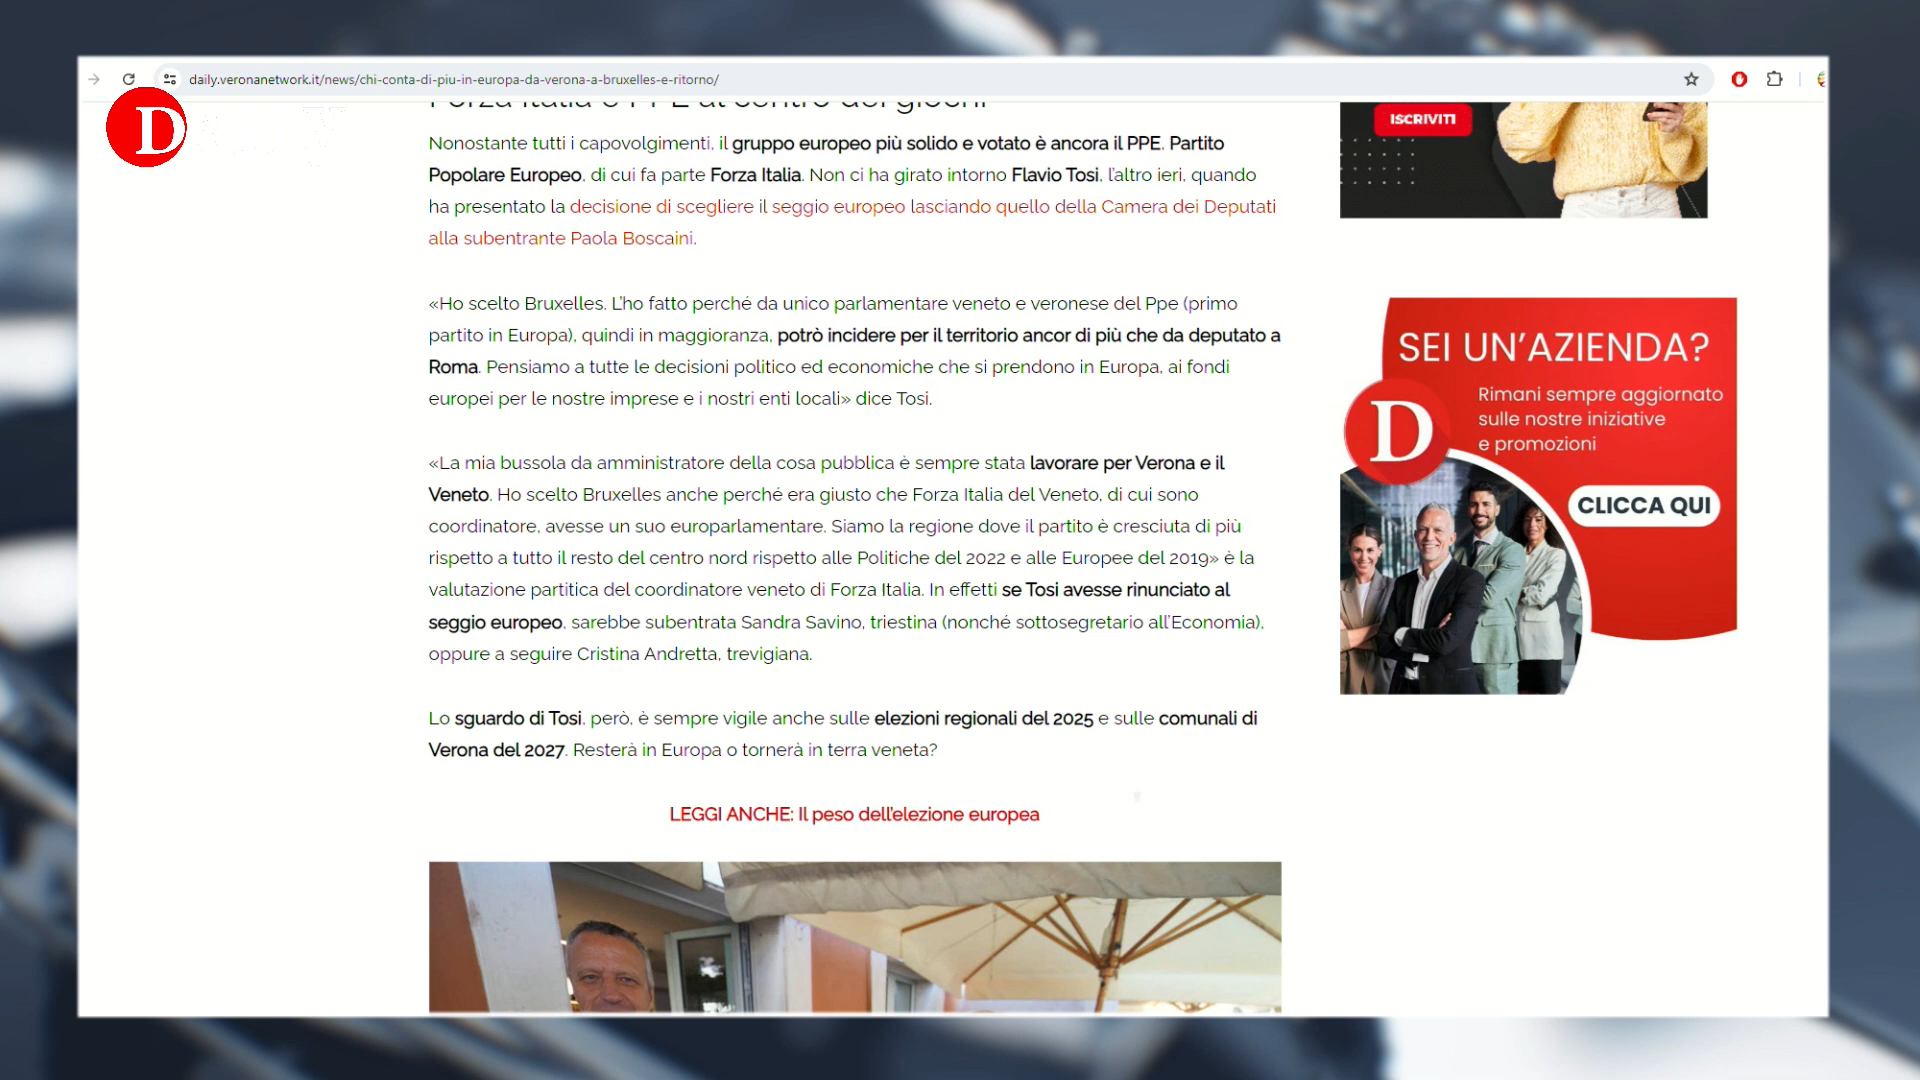 daily.veronanetwork.it/news/chi-conta-di-piu-in-europa-da-verona-a-bruxelles-e-ritorno/
D
Forza Italia e PPE al centro dei giochi
Nonostante tutti i capovolgimenti, il gruppo europeo più solido e votato è ancora il PPE, Partito
Popolare Europeo, di cui fa parte Forza Italia. Non ci ha girato intorno Flavio Tosi, l'altro ieri, quando
ha presentato la decisione di scegliere il seggio europeo lasciando quello della Camera dei Deputati
alla subentrante Paola Boscaini.
«Ho scelto Bruxelles. L'ho fatto perché da unico parlamentare veneto e veronese del Ppe (primo
partito in Europa), quindi in maggioranza, potrò incidere per il territorio ancor di più che da deputato a
Roma. Pensiamo a tutte le decisioni politico ed economiche che si prendono in Europa, ai fondi
europei per le nostre imprese e i nostri enti locali» dice Tosi.
«La mia bussola da amministratore della cosa pubblica è sempre stata lavorare per Verona e il
Veneto. Ho scelto Bruxelles anche perché era giusto che Forza Italia del Veneto, di cui sono
coordinatore, avesse un suo europarlamentare. Siamo la regione dove il partito è cresciuta di più
rispetto a tutto il resto del centro nord rispetto alle Politiche del 2022 e alle Europee del 2019» è la
valutazione partitica del coordinatore veneto di Forza Italia. In effetti se Tosi avesse rinunciato al
seggio europeo, sarebbe subentrata Sandra Savino, triestina (nonché sottosegretario all'Economia),
oppure a seguire Cristina Andretta, trevigiana.
Lo sguardo di Tosi, però, è sempre vigile anche sulle elezioni regionali del 2025 e sulle comunali di
Verona del 2027. Resterà in Europa o tornerà in terra veneta?
LEGGI ANCHE: Il peso dell'elezione europea
ISCRIVITI
SEI UN'AZIENDA?
Rimani sempre aggiornato
sulle nostre iniziative
e promozioni
D
CLICCA QUI